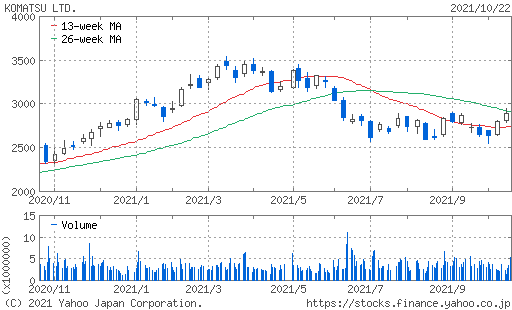 KOMATSU LTD. 2021/10/22
13-week MA
26-week MA
4000
3500
3000
2500
2000
2020/11 2021/1 2021/3 2021/5 2021/7 2021/9
Volume
15
10
5
0
(x1000000)
2020/11 2021/1 2021/3 2021/5 2021/7 2021/9
(C) 2021 Yahoo Japan Corporation. https://stocks.finance.yahoo.co.jp